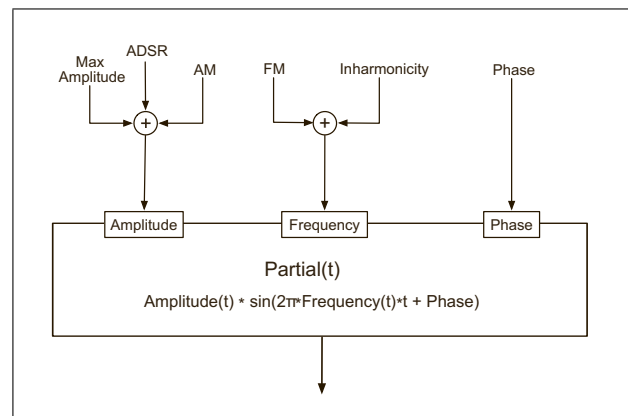 Max
Amplitude
ADSR
AM
FM
Inharmonicity
Phase
+
+
Amplitude
Frequency
Phase
Partial(t)
Amplitude(t) * sin(2π*Frequency(t)*t + Phase)